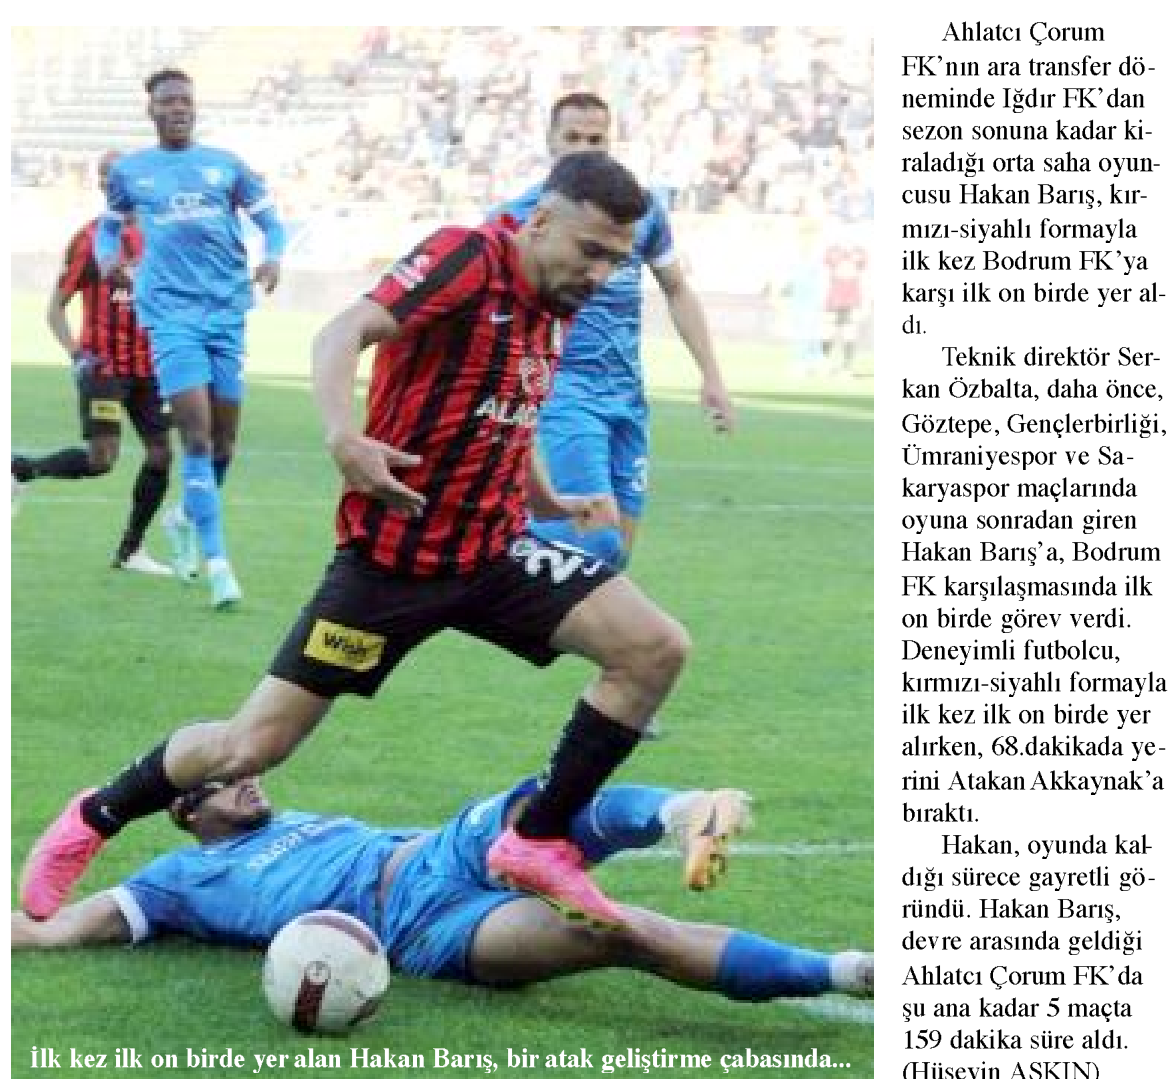 Ahlatcı Çorum
FK’nın ara transfer dö-
neminde Iğdır FK’dan
sezon sonuna kadar ki-
raladığı orta saha oyun-
cusu Hakan Barış, kır-
mızı-siyahlı formayla
ilk kez Bodrum FK’ya
karşı ilk on birde yer al-
dı.
Teknik direktör Ser-
kan Özbalta, daha önce,
Göztepe, Gençlerbirliği,
Ümraniyespor ve Sa-
karyaspor maçlarında
oyuna sonradan giren
Hakan Barış’a, Bodrum
FK karşılaşmasında ilk
on birde görev verdi.
Deneyimli futbolcu,
kırmızı-siyahlı formayla
ilk kez ilk on birde yer
alırken, 68.dakikada ye-
rini Atakan Akkaynak’a
bıraktı.
Hakan, oyunda kal-
dığı sürece gayretli gö-
ründü. Hakan Barış,
devre arasında geldiği
Ahlatcı Çorum FK’da
şu ana kadar 5 maçta
159 dakika süre aldı.
(Hüseyin AŞKIN)
Wish
İlk kez ilk on birde yer alan Hakan Barış, bir atak geliştirme çabasında...